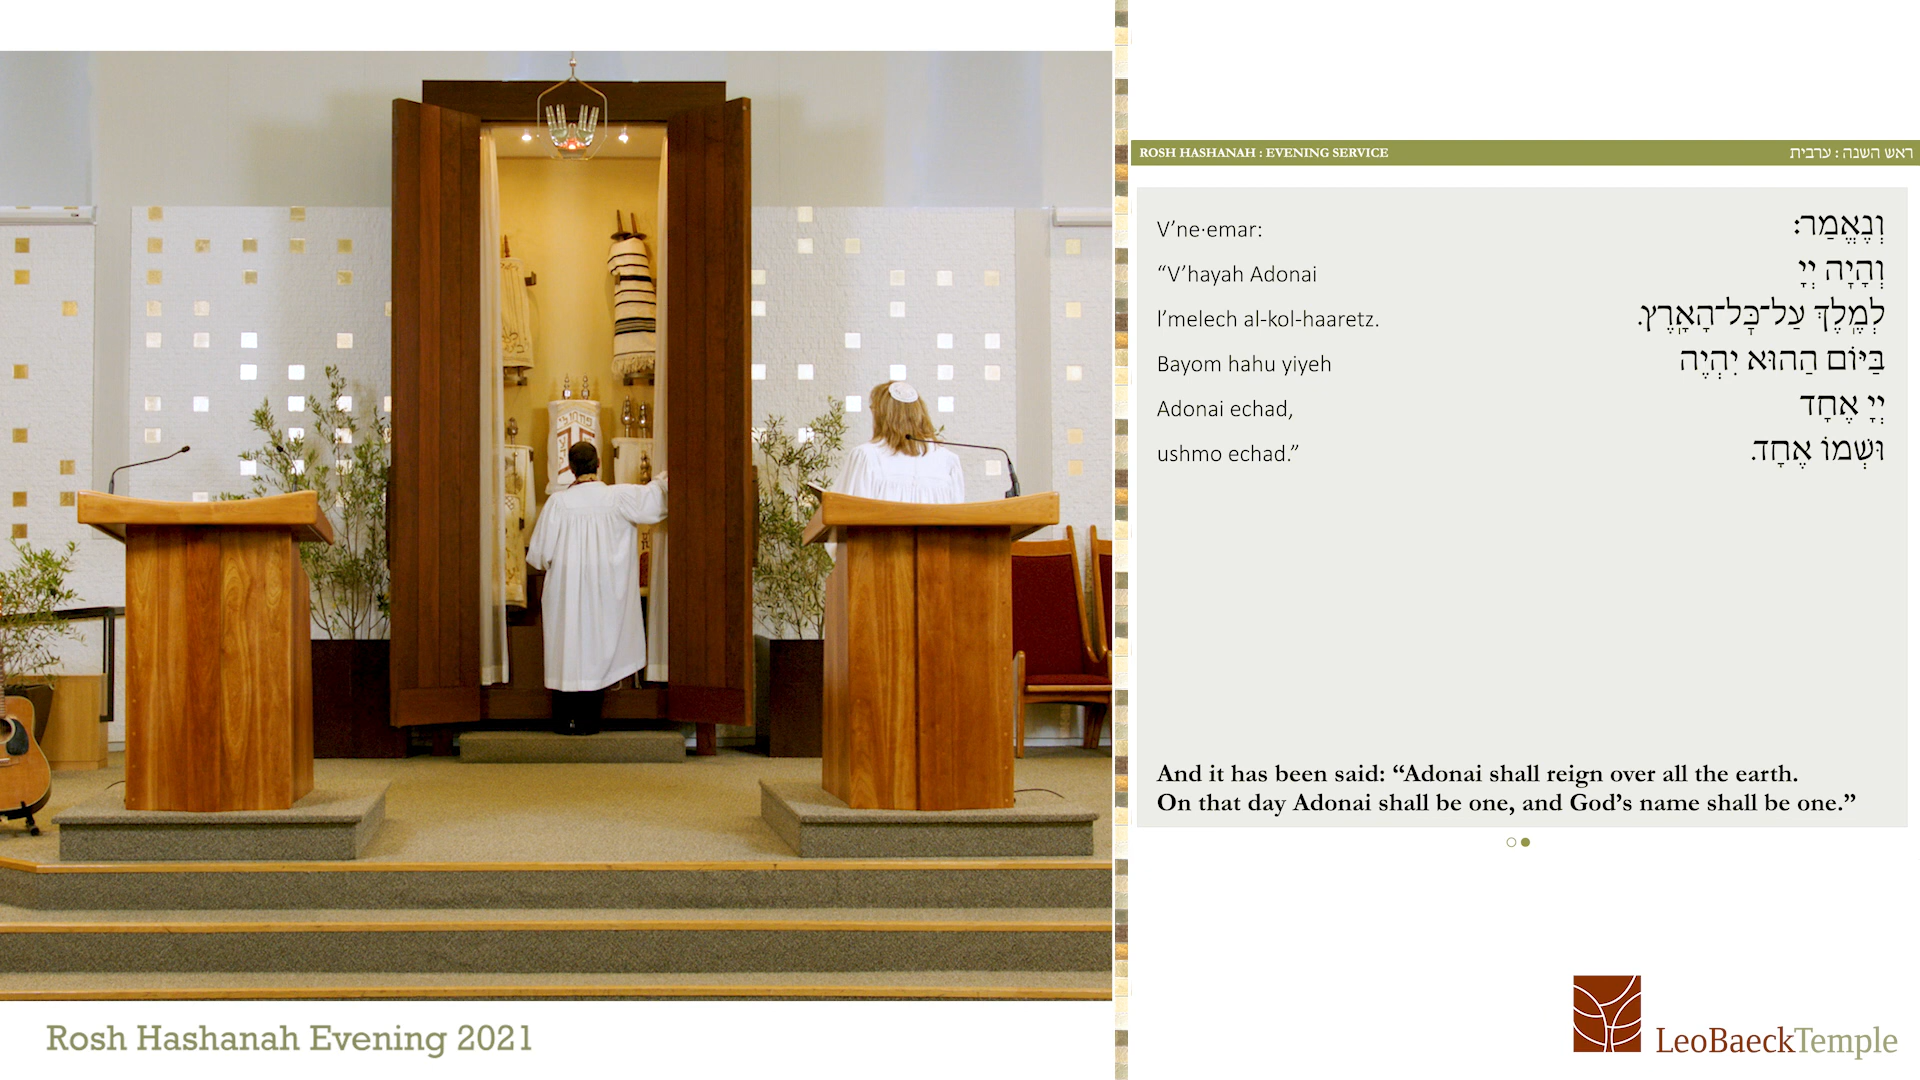 ROSH HASHANAH : EVENING SERVICE
ראש השנה : ערבית
V’ne·emar:
“V’hayah Adonai
l’melech al-kol-haaretz.
Bayom hahu yiyeh
Adonai echad,
ushmo echad.”
וְנֶאֱמַר:
וְהָיָה יְיָ
לְמֶֽלֶךְ עַל־כׇּל־הָאָֽרֶץ.
בַּיּוֹם הַהוּא יִהְיֶה
יְיָ אֶחָד
וּשְׁמוֹ אֶחָד.
And it has been said: “Adonai shall reign over all the earth.
On that day Adonai shall be one, and God’s name shall be one.”
Rosh Hashanah Evening 2021
LeoBaeckTemple